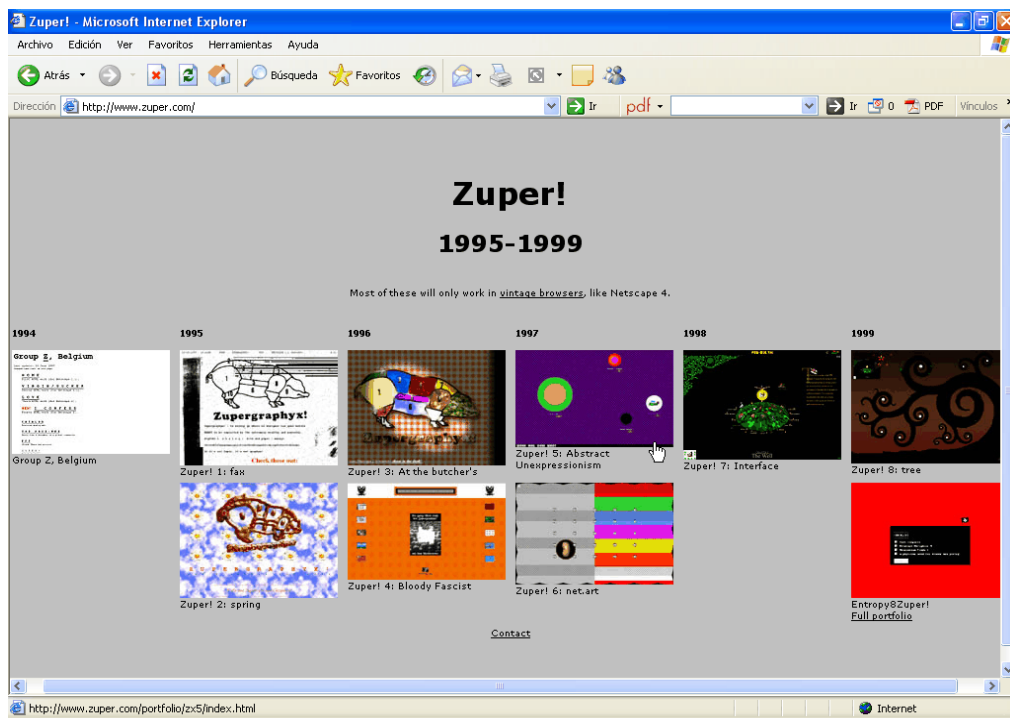 Zuper! - Microsoft Internet Explorer
Archivo Edición Ver Favoritos Herramientas Ayuda
Atrás Búsqueda Favoritos
Dirección http://www.zuper.com/ Ir pdf Ir 0 PDF Vínculos
Zuper!
1995-1999
Most of these will only work in vintage browsers, like Netscape 4.
1994 1995 1996 1997 1998 1999
Group Z, Belgium
Zupergraphyx!
Check these out!
Group Z, Belgium
Zuper! 1: fax
Zuper! 3: At the butcher's
Zuper! 5: Abstract
Unexpressionism
Zuper! 7: Interface
Zuper! 8: tree
Zuper! 2: spring
Zuper! 4: Bloody Fascist
Zuper! 6: net.art
Entropy8Zuper!
Full portfolio
Contact
http://www.zuper.com/portfolio/zx5/index.html Internet